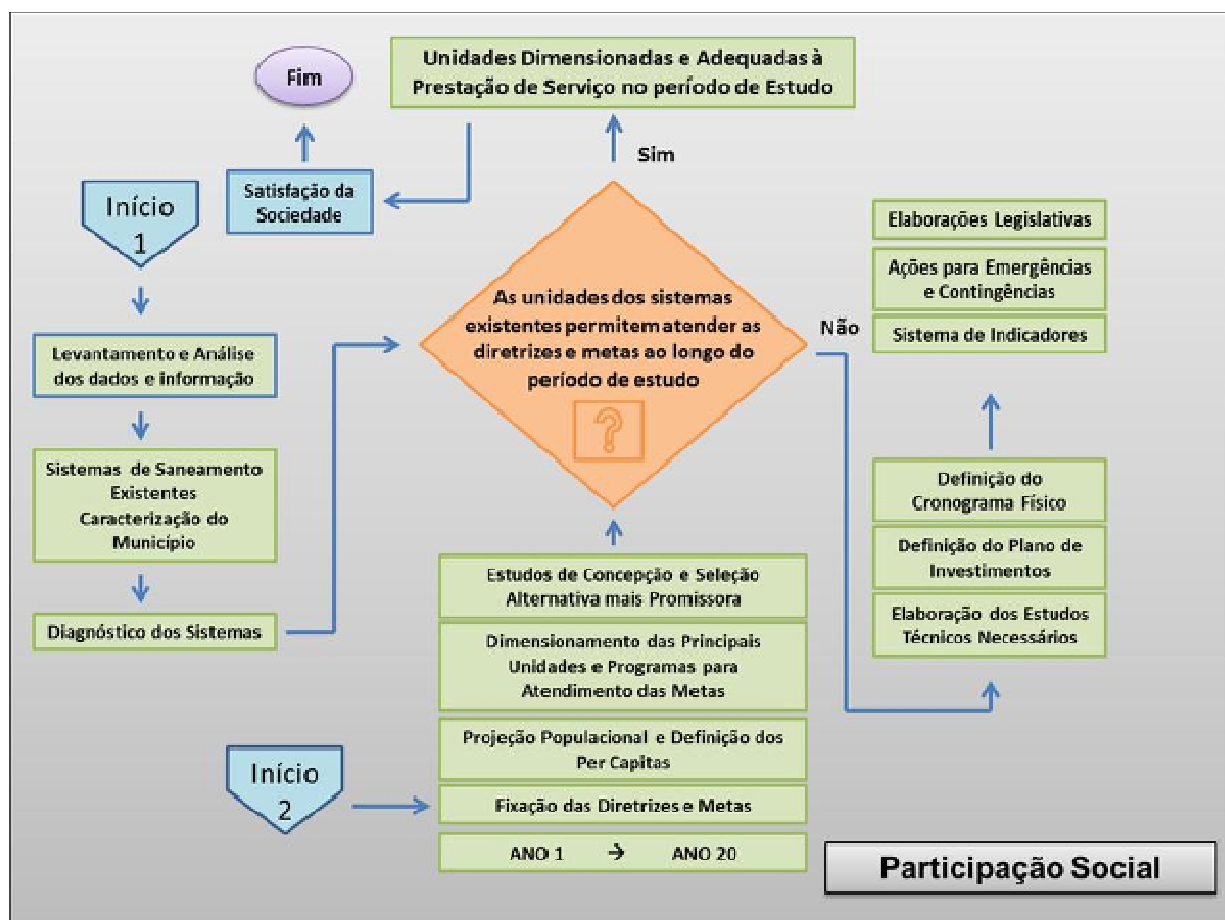 Fim
Unidades Dimensionadas e Adequadas à
Prestação de Serviço no período de Estudo
Sim
Início
1
Satisfação da
Sociedade
Elaborações Legislativas
Ações para Emergências
e Contingências
Sistema de Indicadores
As unidades dos sistemas
existentes permitem atender as
diretrizes e metas ao longo do
período de estudo
?
Não
Levantamento e Análise
dos dados e informação
Sistemas de Saneamento
Existentes
Caracterização do
Município
Diagnóstico dos Sistemas
Definição do
Cronograma Físico
Definição do Plano de
Investimentos
Elaboração dos Estudos
Técnicos Necessários
Estudos de Concepção e Seleção
Alternativa mais Promissora
Dimensionamento das Principais
Unidades e Programas para
Atendimento das Metas
Projeção Populacional e Definição dos
Per Capitas
Início
2
Fixação das Diretrizes e Metas
ANO 1 → ANO 20
Participação Social